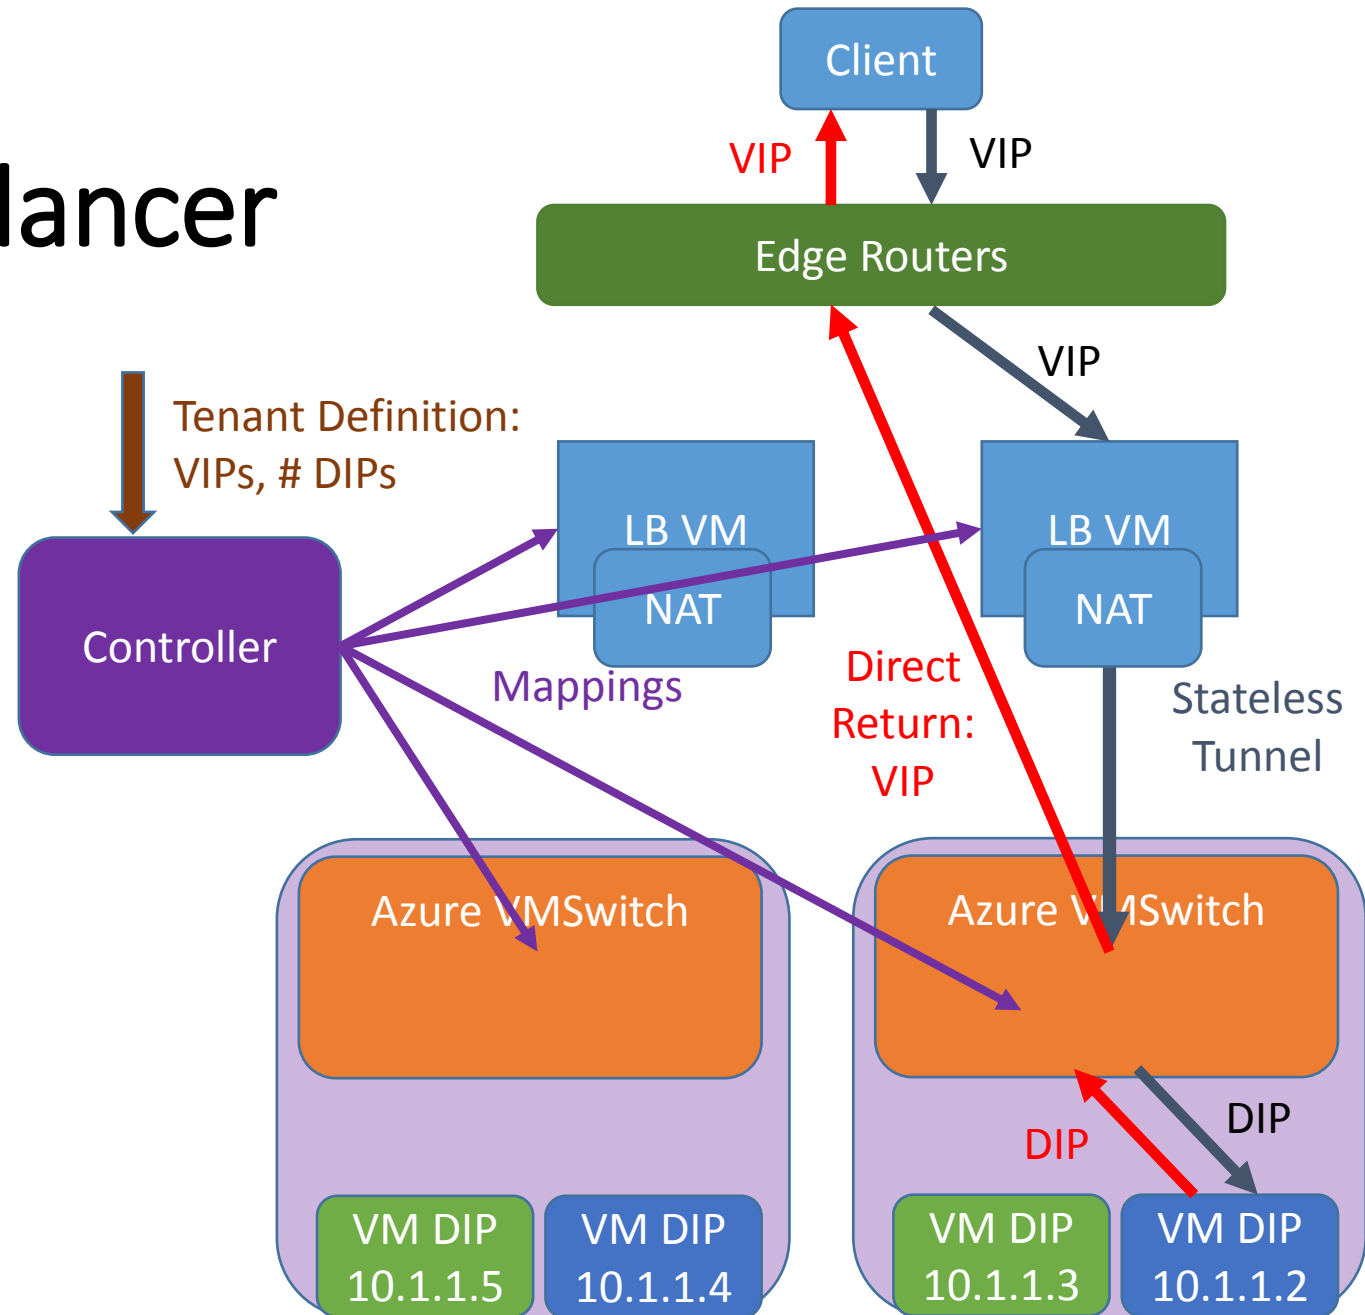 Client
VIP
VIP
lancer
Edge Routers
VIP
Tenant Definition:
VIPs, # DIPs
LB VM
NAT
LB VM
NAT
Controller
Mappings
Direct
Return:
VIP
Stateless
Tunnel
Azure VMSwitch
Azure VMSwitch
DIP
DIP
VM DIP
10.1.1.5
VM DIP
10.1.1.4
VM DIP
10.1.1.3
VM DIP
10.1.1.2